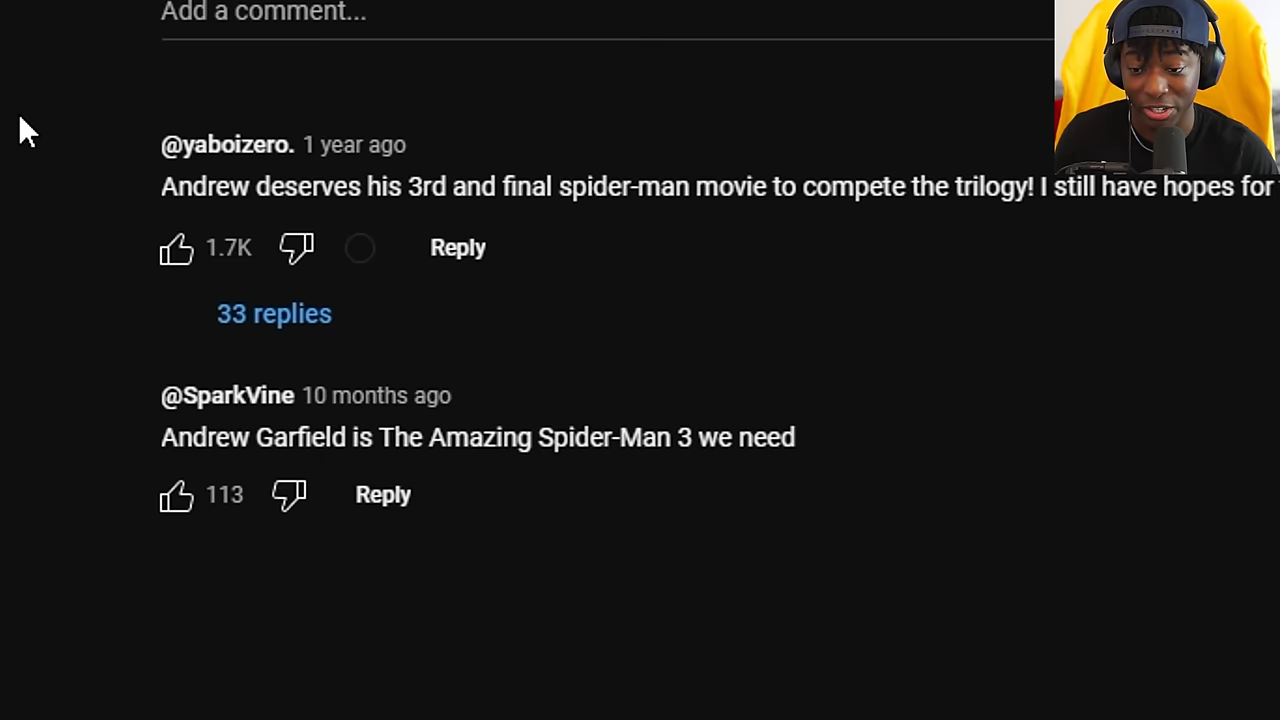 Add a comment...
@yaboizero. 1 year ago
Andrew deserves his 3rd and final spider-man movie to compete the trilogy! I still have hopes for
1.7K Reply
33 replies
@SparkVine 10 months ago
Andrew Garfield is The Amazing Spider-Man 3 we need
113 Reply